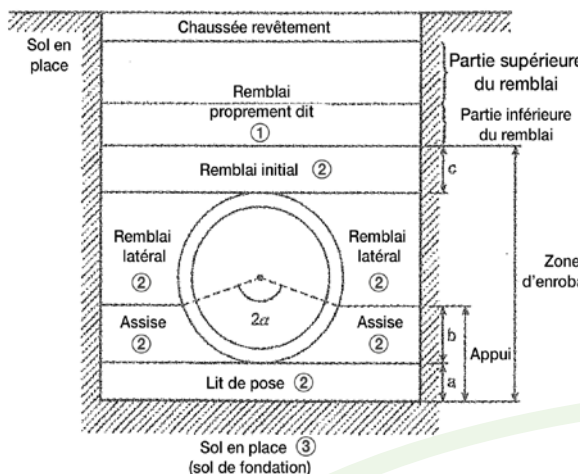 Chaussée revêtement
Sol en
place
Partie supérieure
du remblai
Remblai
proprement dit
①
Partie inférieure
du remblai
Remblai initial ②
c
Remblai
latéral
②
Remblai
latéral
②
Zone
d'enroba
2α
Assise
②
Assise
②
b
Appui
Lit de pose ②
a
Sol en place ③
(sol de fondation)